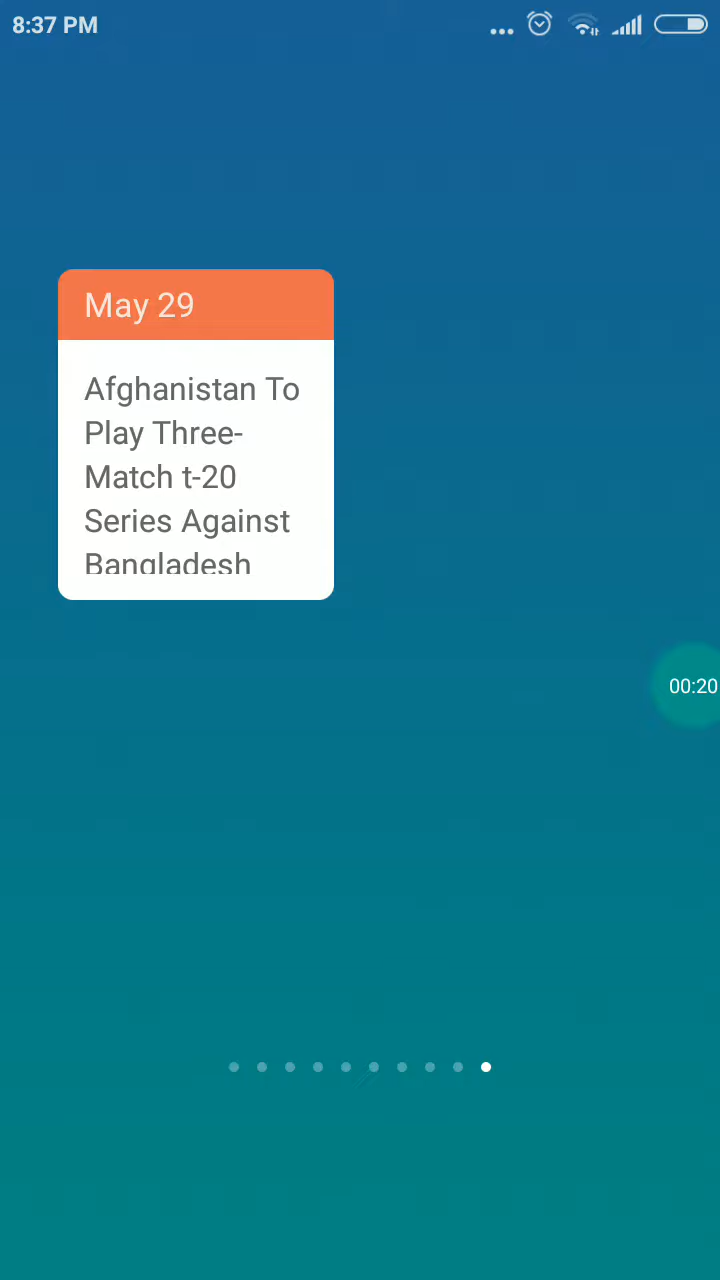 8:37 PM
May 29
Afghanistan To
Play Three-
Match t-20
Series Against
Bangladesh
00:20